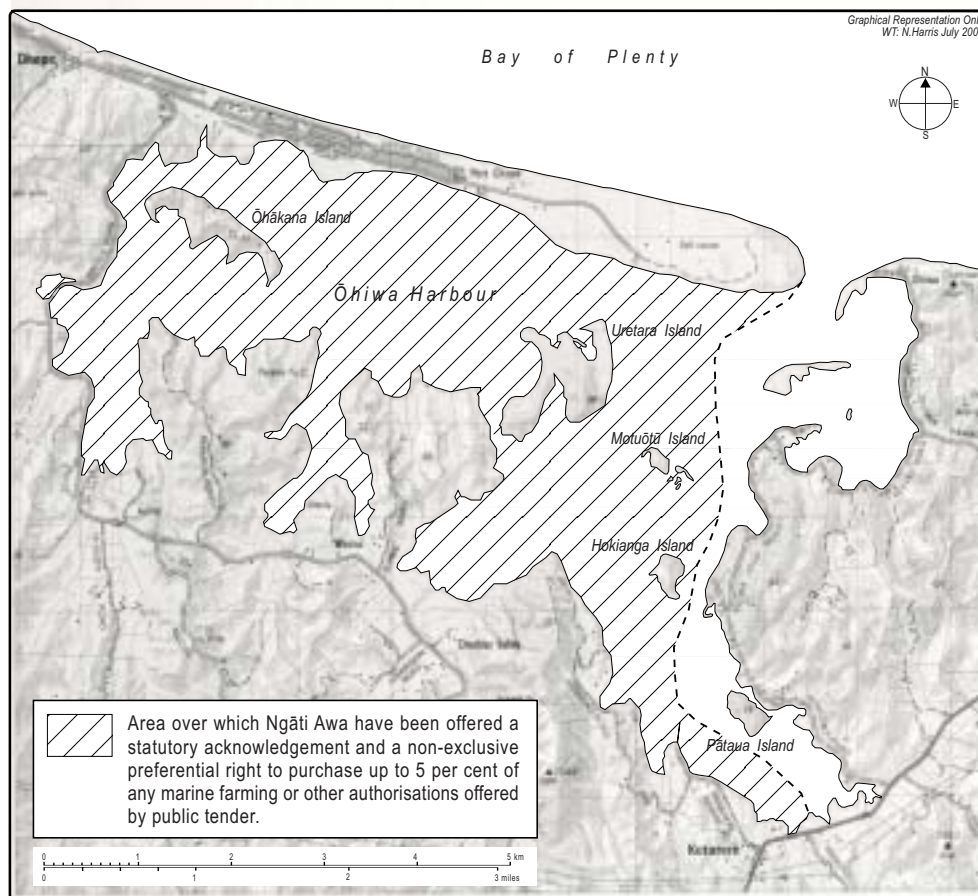 Graphical Representation Onl
WT: N.Harris July 200
Bay of Plenty
N
W E
S
Ōhākana Island
Ōhiwa Harbour
Uretara Island
Motuōtū Island
Hokianga Island
Pātaua Island
Kutarere
Area over which Ngāti Awa have been offered a
statutory acknowledgement and a non-exclusive
preferential right to purchase up to 5 per cent of
any marine farming or other authorisations offered
by public tender.
0 1 2 3 4 5 km
0 1 2 3 miles